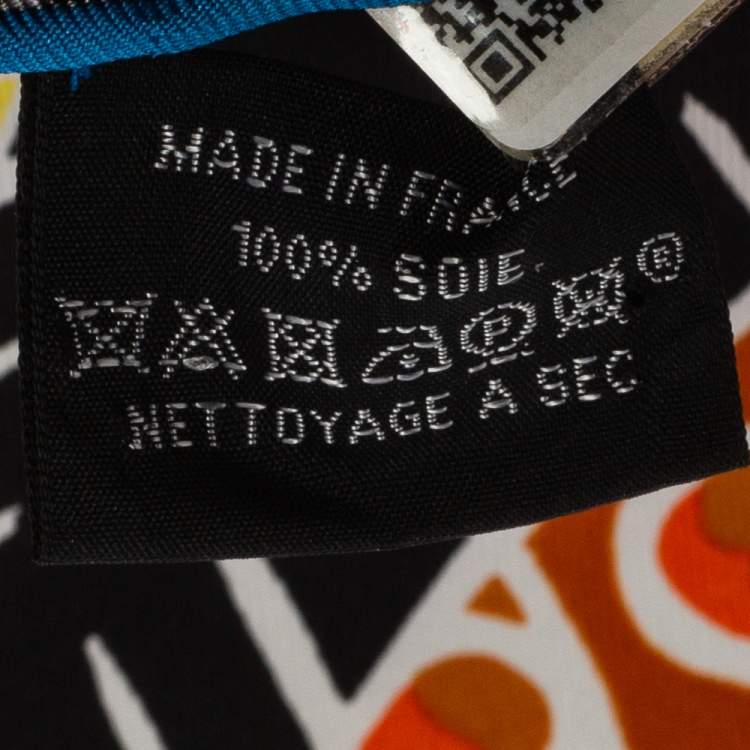 MADE IN FRANCE
100% SOIE
P ®
NETTOYAGE A SEC